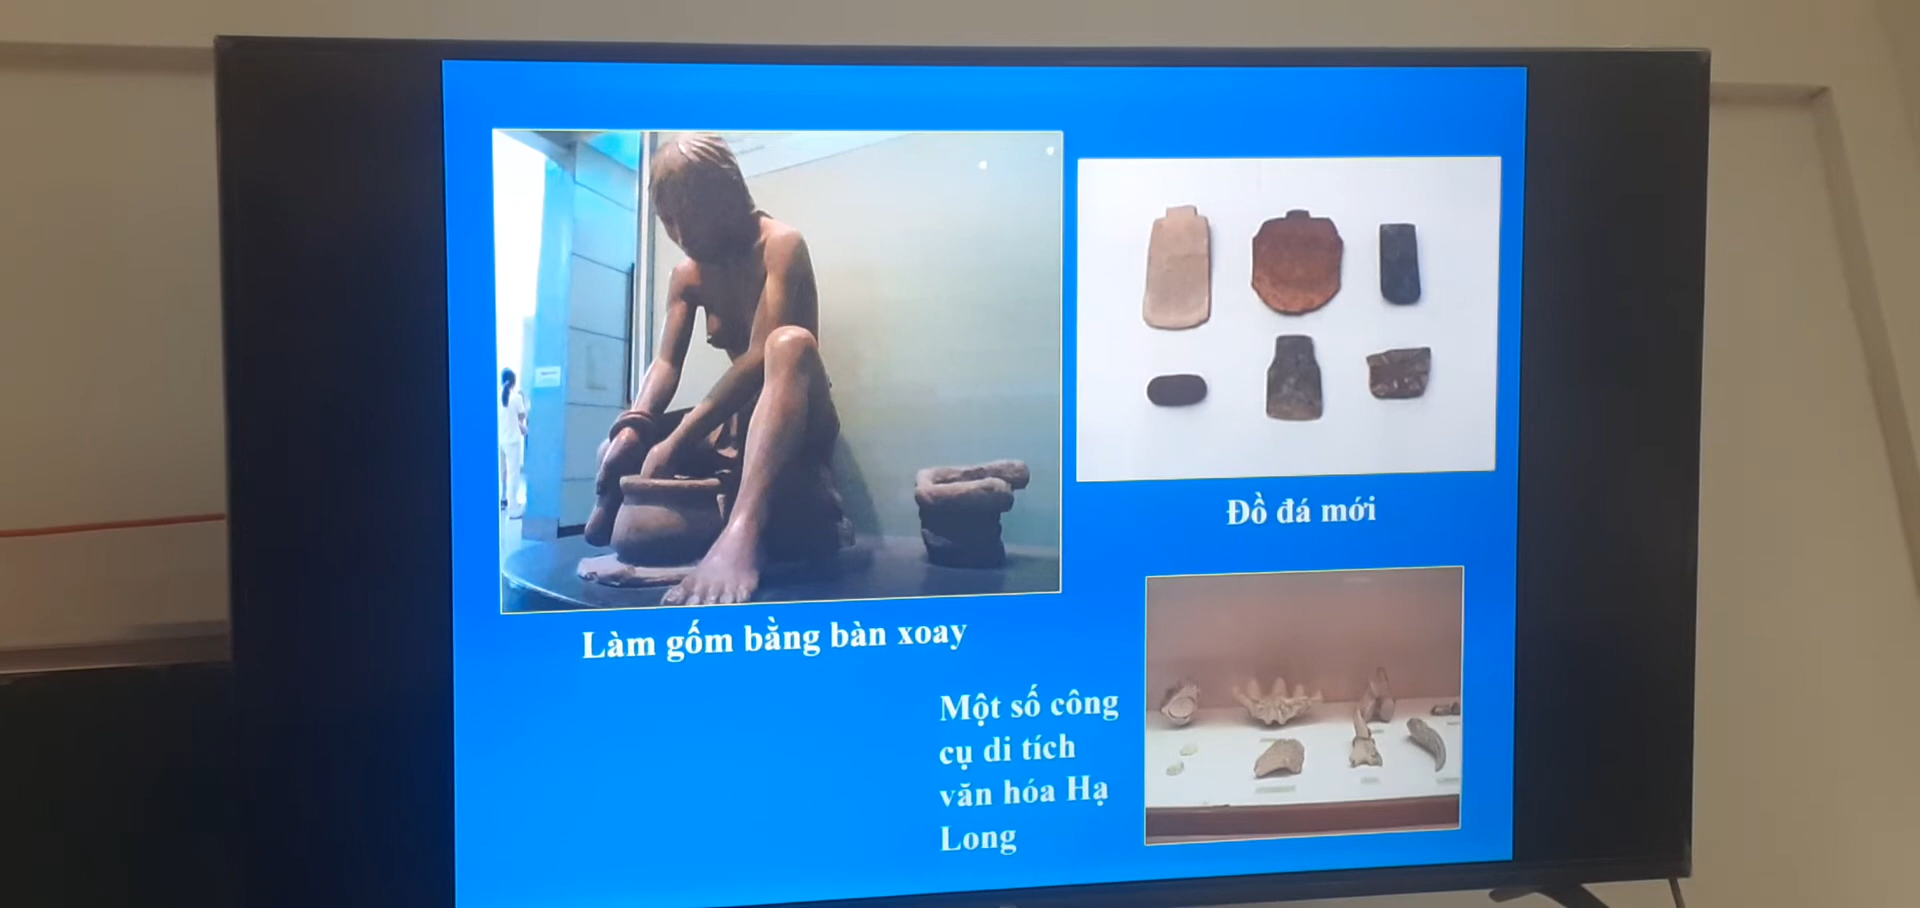 Làm gốm bằng bàn xoay
Đồ đá mới
Một số công
cụ di tích
văn hóa Hạ
Long